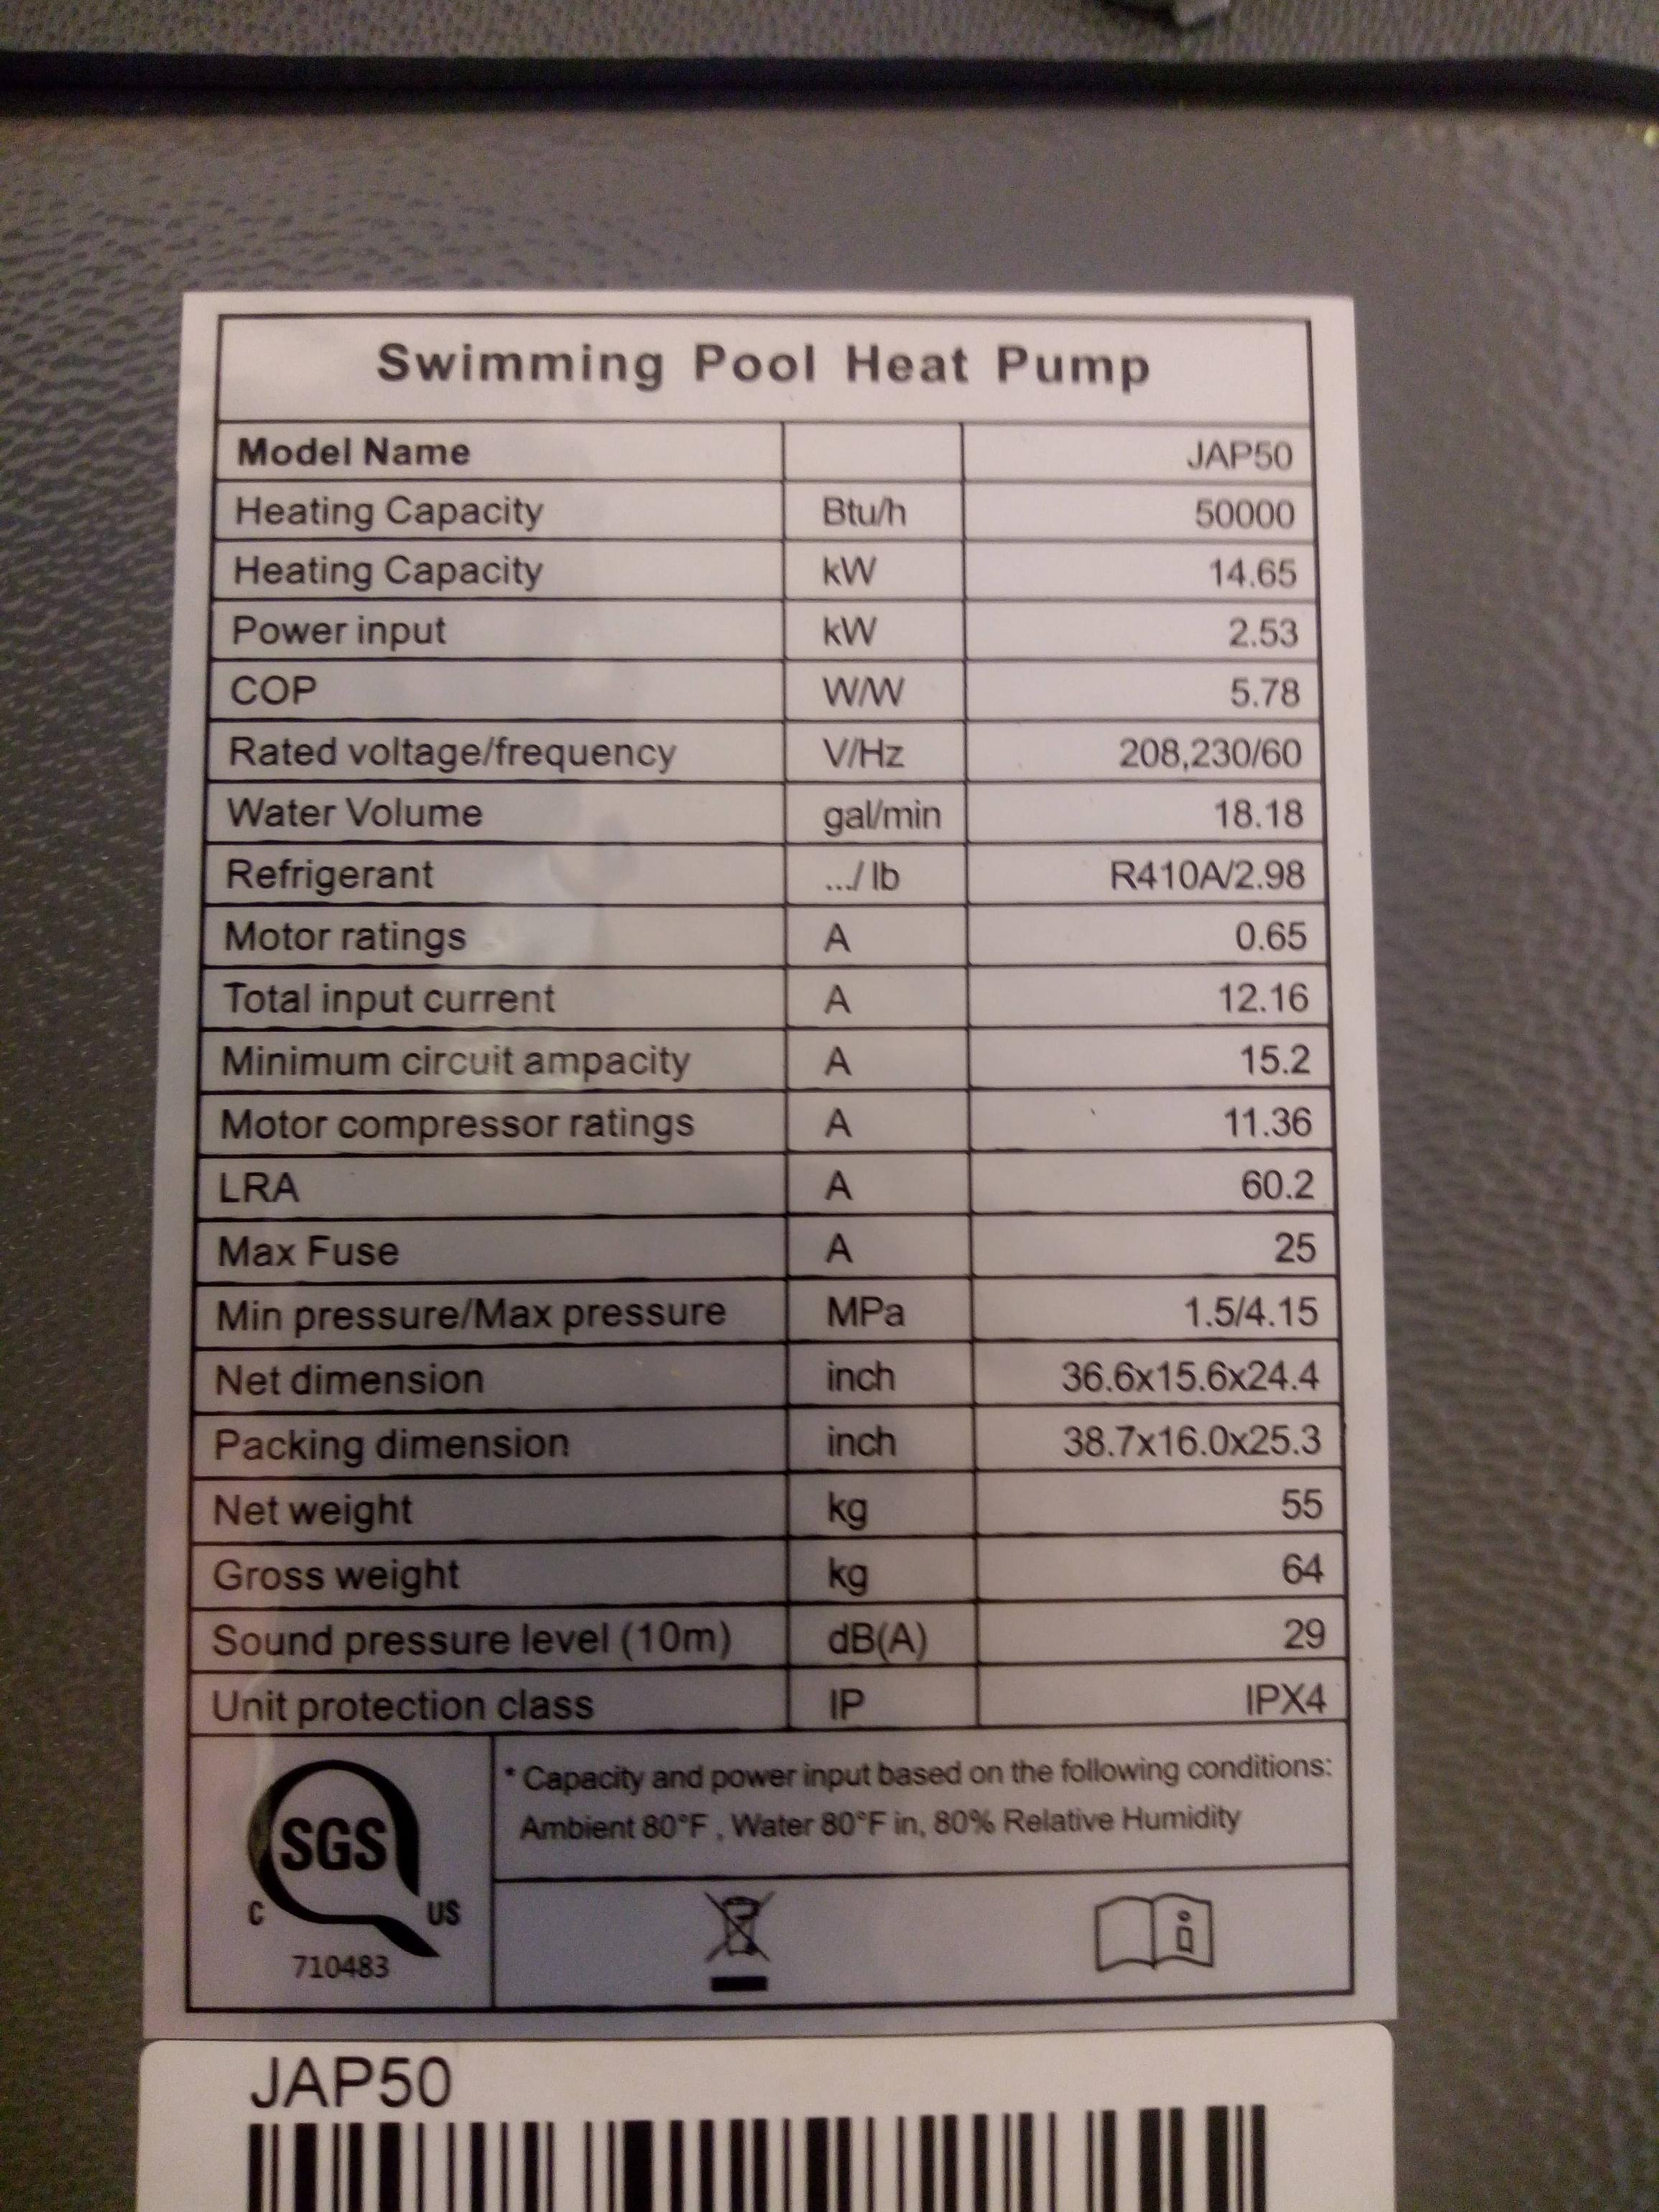 Swimming Pool Heat Pump
Model Name JAP50
Heating Capacity Btu/h 50000
Heating Capacity kW 14.65
Power input kW 2.53
COP W/W 5.78
Rated voltage/frequency V/Hz 208,230/60
Water Volume gal/min 18.18
Refrigerant .../ lb R410A/2.98
Motor ratings A 0.65
Total input current A 12.16
Minimum circuit ampacity A 15.2
Motor compressor ratings A 11.36
LRA A 60.2
Max Fuse A 25
Min pressure/Max pressure MPa 1.5/4.15
Net dimension inch 36.6x15.6x24.4
Packing dimension inch 38.7x16.0x25.3
Net weight kg 55
Gross weight kg 64
Sound pressure level (10m) dB(A) 29
Unit protection class IP IPX4
* Capacity and power input based on the following conditions:
Ambient 80°F , Water 80°F in, 80% Relative Humidity
SGS
C US
710483
JAP50